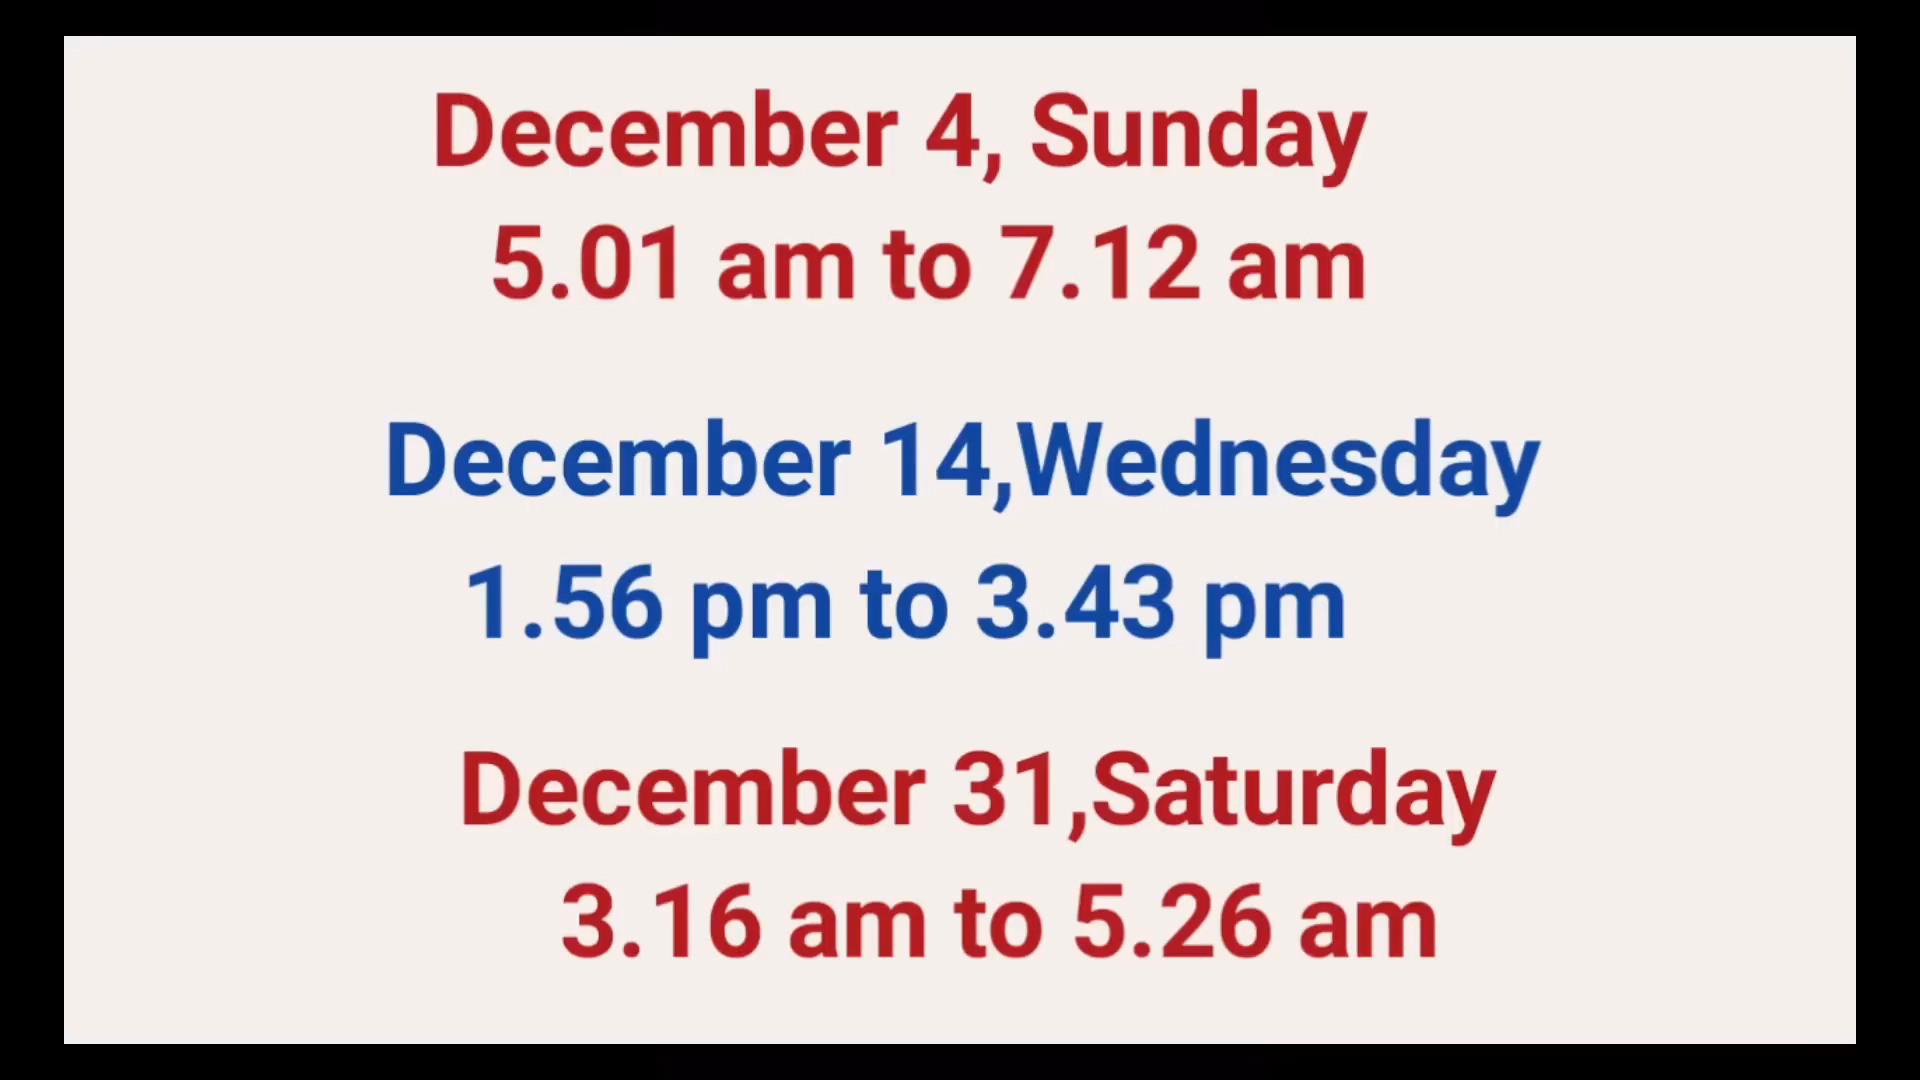 December 4, Sunday
5.01 am to 7.12 am
December 14,Wednesday
1.56 pm to 3.43 pm
December 31,Saturday
3.16 am to 5.26 am